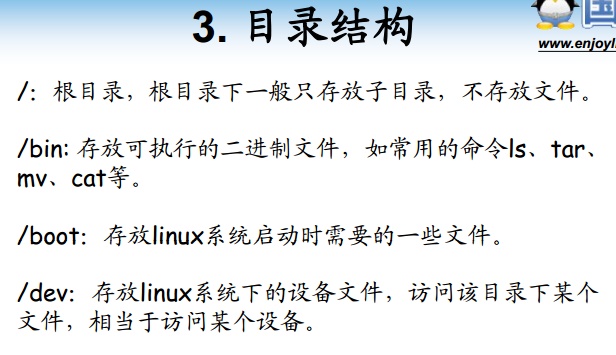 3. 目录结构
国
www.enjoyli
/：根目录，根目录下一般只存放子目录，不存放文件。
/bin: 存放可执行的二进制文件，如常用的命令ls、tar、
mv、cat等。
/boot：存放linux系统启动时需要的一些文件。
/dev：存放linux系统下的设备文件，访问该目录下某个
文件，相当于访问某个设备。